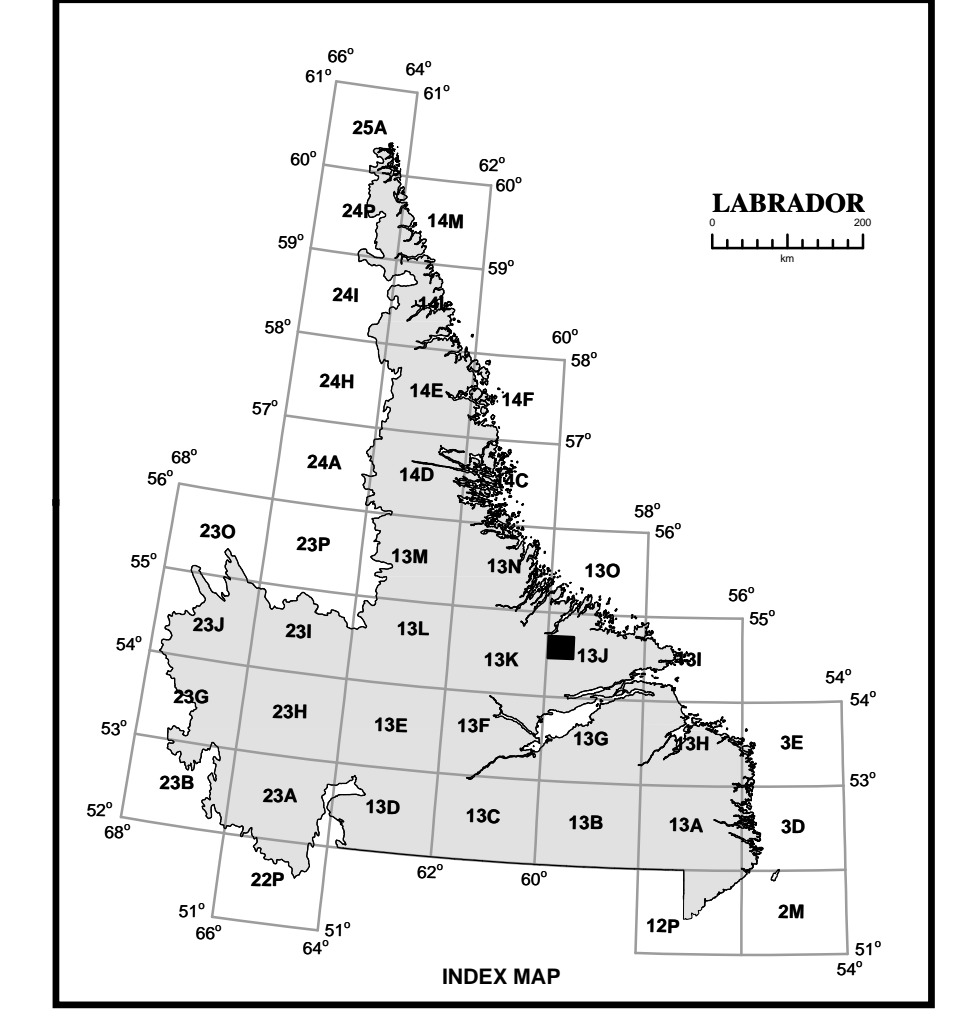 66°
61°
64°
61°
25A
60°
62°
60°
LABRADOR
0
200
km
24P
14M
59°
59°
24I
14L
58°
60°
58°
24H
14E
14F
57°
57°
68°
56°
24A
14D
14C
58°
56°
23O
23P
13M
13N
13O
55°
56°
55°
23J
23I
13L
13K
13J
13I
54°
54°
54°
23G
23H
13E
13F
13G
13H
3E
53°
53°
23B
23A
13D
13C
13B
13A
3D
52°
68°
62°
60°
22P
51°
66°
51°
64°
12P
2M
51°
54°
INDEX MAP